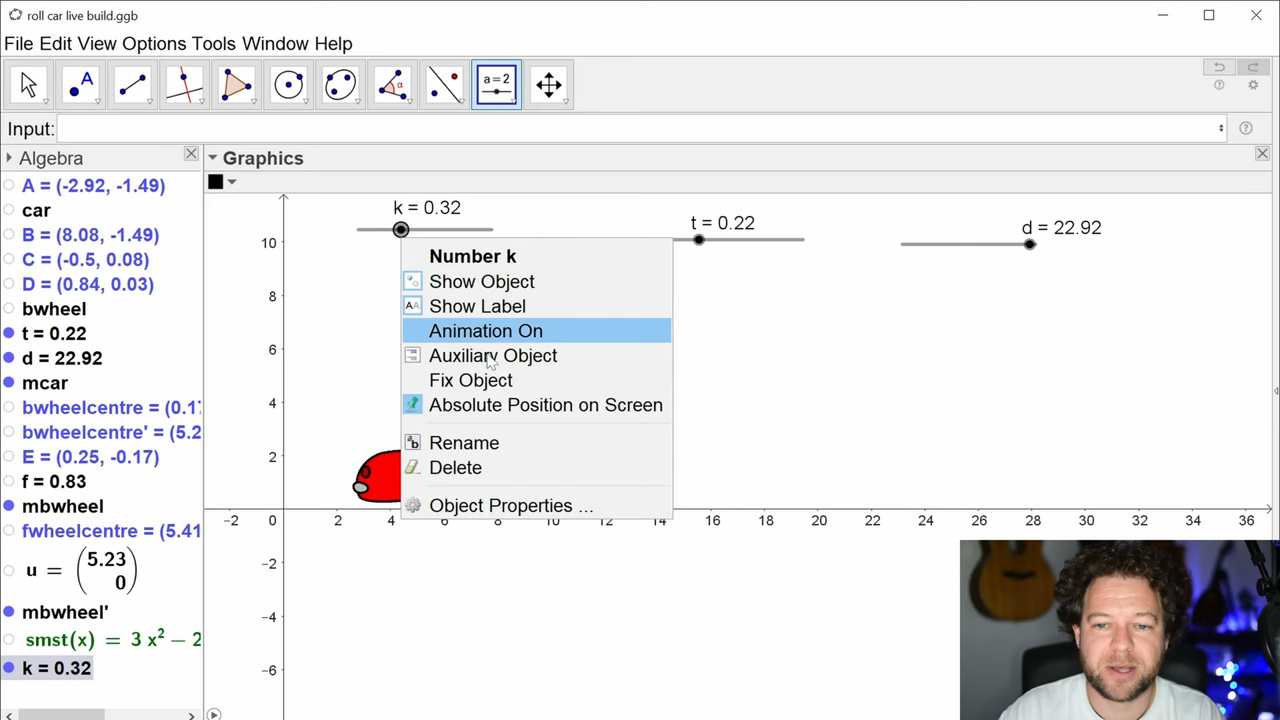 roll car live build.ggb
File Edit View Options Tools Window Help
A
α
a=2
Input:
Algebra
Graphics
A = (-2.92, -1.49)
car
B = (8.08, -1.49)
C = (-0.5, 0.08)
D = (0.84, 0.03)
bwheel
t = 0.22
d = 22.92
mcar
bwheelcentre = (0.17
bwheelcentre' = (5.2
E = (0.25, -0.17)
f = 0.83
mbwheel
fwheelcentre = (5.41
u = (5.23
0)
mbwheel'
smst(x) = 3 x² − 2
k = 0.32
k = 0.32
t = 0.22
d = 22.92
Number k
Show Object
AA Show Label
Animation On
Auxiliary Object
Fix Object
Absolute Position on Screen
Rename
Delete
Object Properties ...
10
8
6
4
2
−2 0 2 4 6 8 10 12 14 16 18 20 22 24 26 28 30 32 34 36
−2
−4
−6